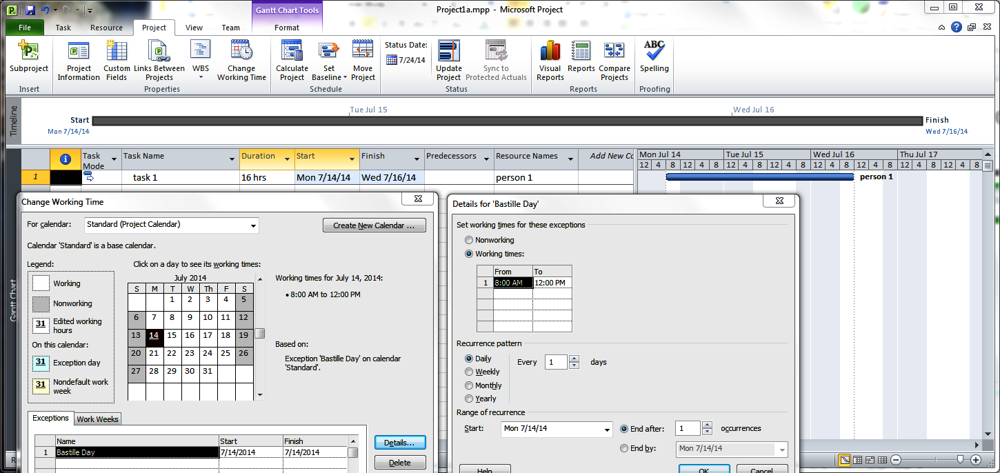 Project1a.mpp - Microsoft Project
Gantt Chart Tools
File Task Resource Project View Team Format
Subproject
Project Information
Custom Fields
Links Between Projects
WBS
Change Working Time
Calculate Project
Set Baseline
Move Project
Status Date:
7/24/14
Update Project
Sync to Protected Actuals
Visual Reports
Reports
Compare Projects
ABC
Spelling
Insert Properties Schedule Status Reports Proofing
Timeline
Tue Jul 15 Wed Jul 16
Start
Mon 7/14/14
Finish
Wed 7/16/14
Task Mode Task Name Duration Start Finish Predecessors Resource Names Add New Co
Mon Jul 14 Tue Jul 15 Wed Jul 16 Thu Jul 17
12 4 8 12 4 8 12 4 8 12 4 8 12 4 8 12 4 8 12 4 8 12 4 8
1 task 1 16 hrs Mon 7/14/14 Wed 7/16/14 person 1
person 1
Gantt Chart
Change Working Time
For calendar: Standard (Project Calendar)
Create New Calendar ...
Calendar 'Standard' is a base calendar.
Legend:
Working
Nonworking
31 Edited working hours
On this calendar:
31 Exception day
31 Nondefault work week
Click on a day to see its working times:
July 2014
S M T W Th F S
1 2 3 4 5
6 7 8 9 10 11 12
13 14 15 16 17 18 19
20 21 22 23 24 25 26
27 28 29 30 31
Working times for July 14, 2014:
• 8:00 AM to 12:00 PM
Based on:
Exception 'Bastille Day' on calendar
'Standard'.
Exceptions Work Weeks
Name Start Finish
1 Bastille Day 7/14/2014 7/14/2014
Details...
Delete
Details for 'Bastille Day'
Set working times for these exceptions
Nonworking
Working times:
From To
1 8:00 AM 12:00 PM
Recurrence pattern
Daily
Weekly
Monthly
Yearly
Every 1 days
Range of recurrence
Start: Mon 7/14/14
End after: 1 occurrences
End by: Mon 7/14/14
Help OK Cancel